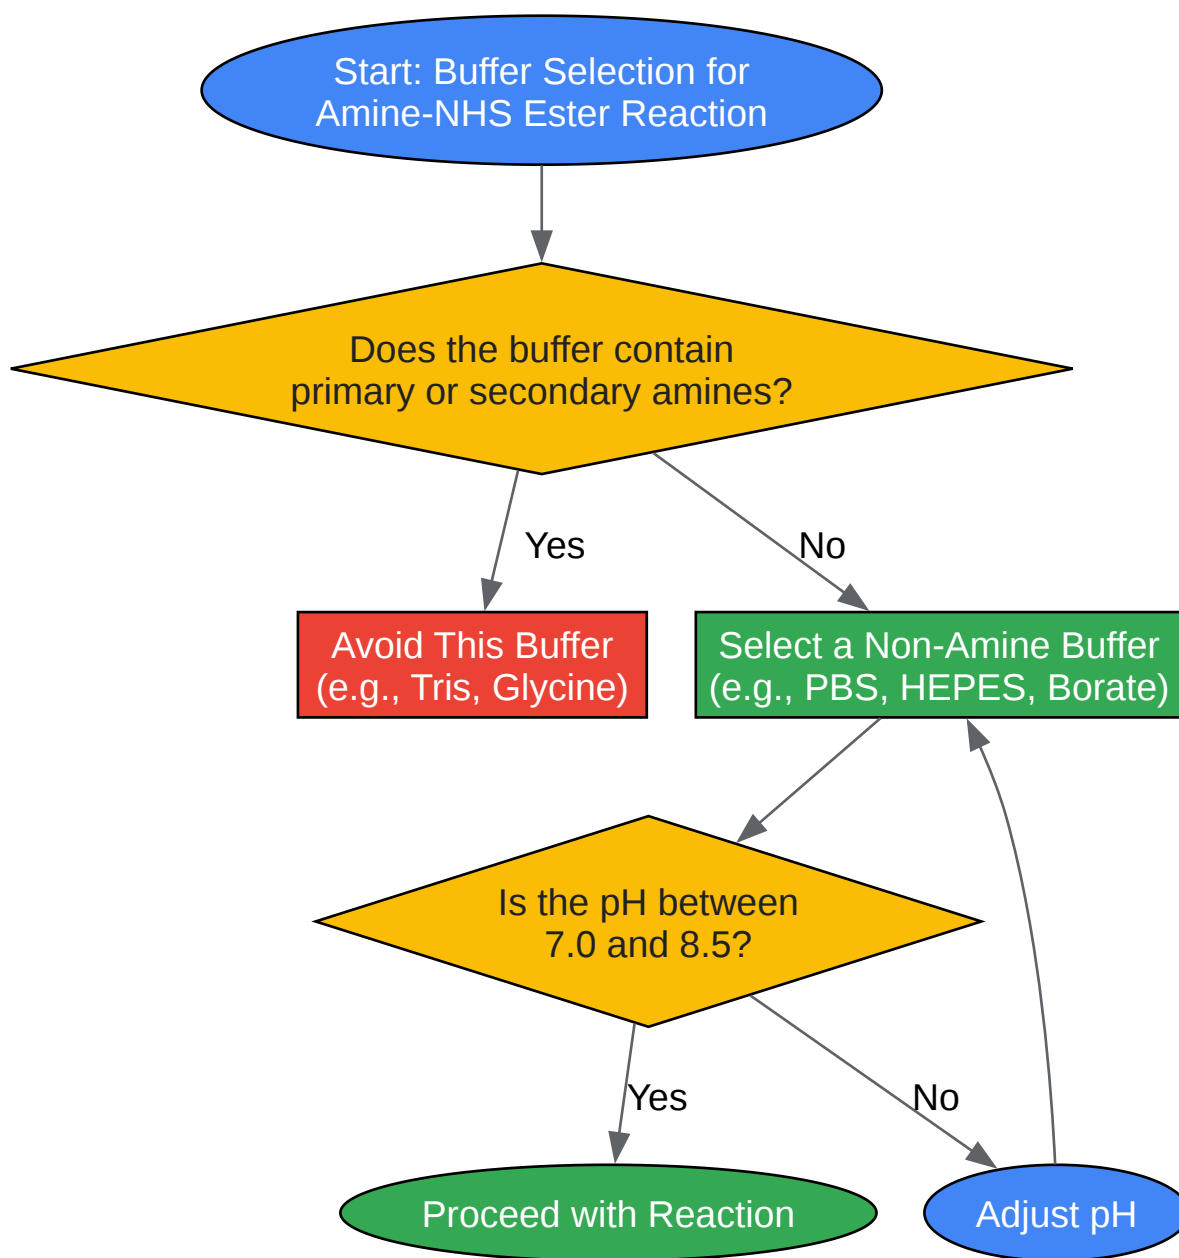 Start: Buffer Selection for
Amine-NHS Ester Reaction
Does the buffer contain
primary or secondary amines?
Yes
No
Avoid This Buffer
(e.g., Tris, Glycine)
Select a Non-Amine Buffer
(e.g., PBS, HEPES, Borate)
Is the pH between
7.0 and 8.5?
Yes
No
Proceed with Reaction
Adjust pH